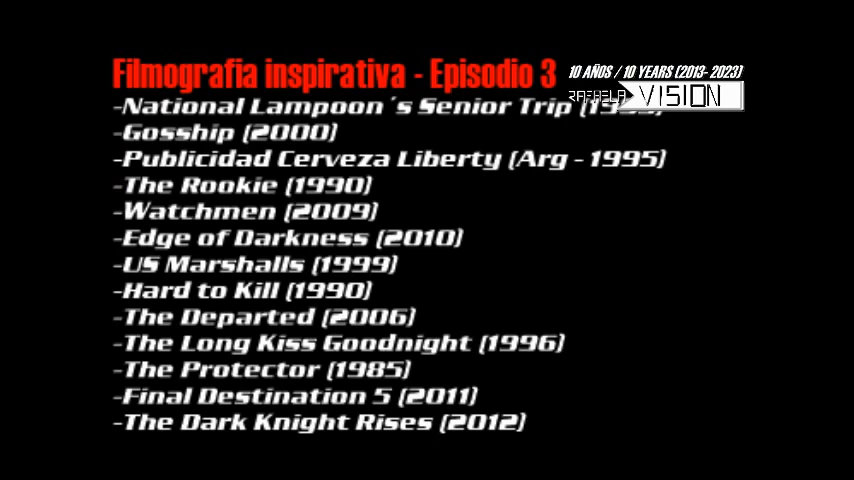 Filmografia inspirativa - Episodio 3
10 AÑOS / 10 YEARS (2013- 2023)
RAFAELA VISION
-National Lampoon´s Senior Trip
-Gosship (2000)
-Publicidad Cerveza Liberty (Arg - 1995)
-The Rookie (1990)
-Watchmen (2009)
-Edge of Darkness (2010)
-US Marshalls (1999)
-Hard to Kill (1990)
-The Departed (2006)
-The Long Kiss Goodnight (1996)
-The Protector (1985)
-Final Destination 5 (2011)
-The Dark Knight Rises (2012)